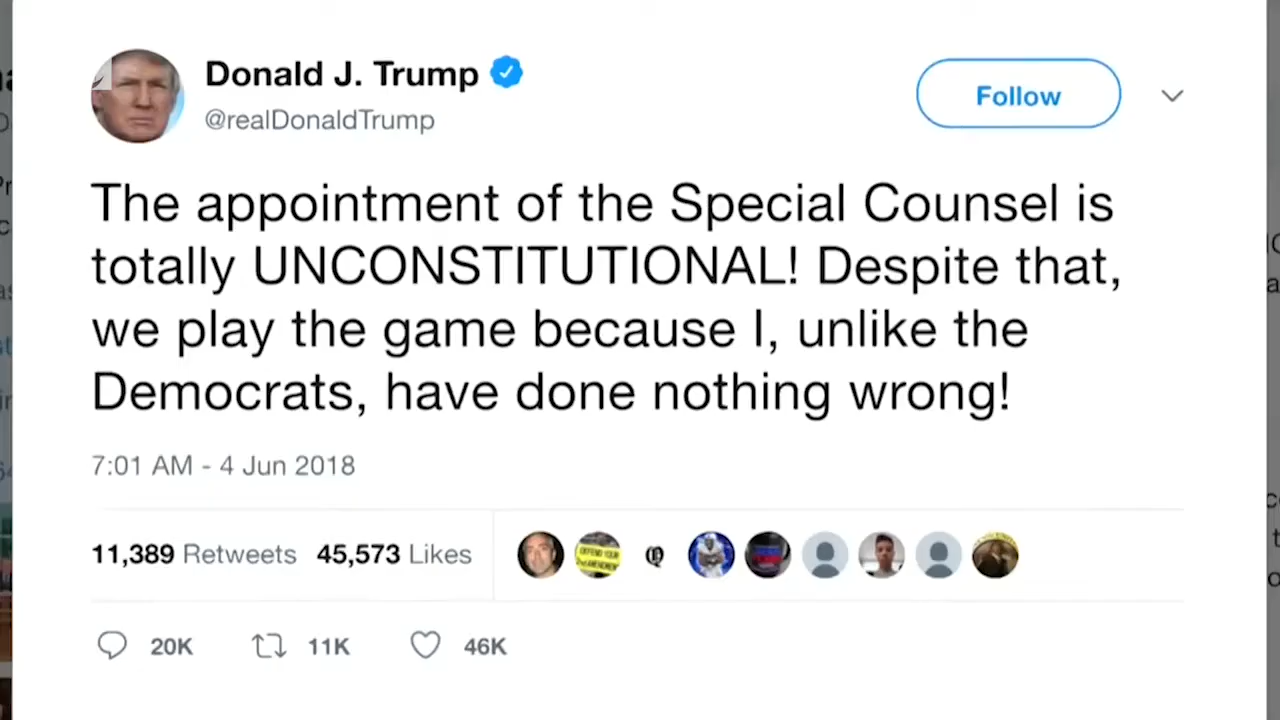 Donald J. Trump
@realDonaldTrump
Follow
The appointment of the Special Counsel is
totally UNCONSTITUTIONAL! Despite that,
we play the game because I, unlike the
Democrats, have done nothing wrong!
7:01 AM - 4 Jun 2018
11,389 Retweets 45,573 Likes
20K 11K 46K